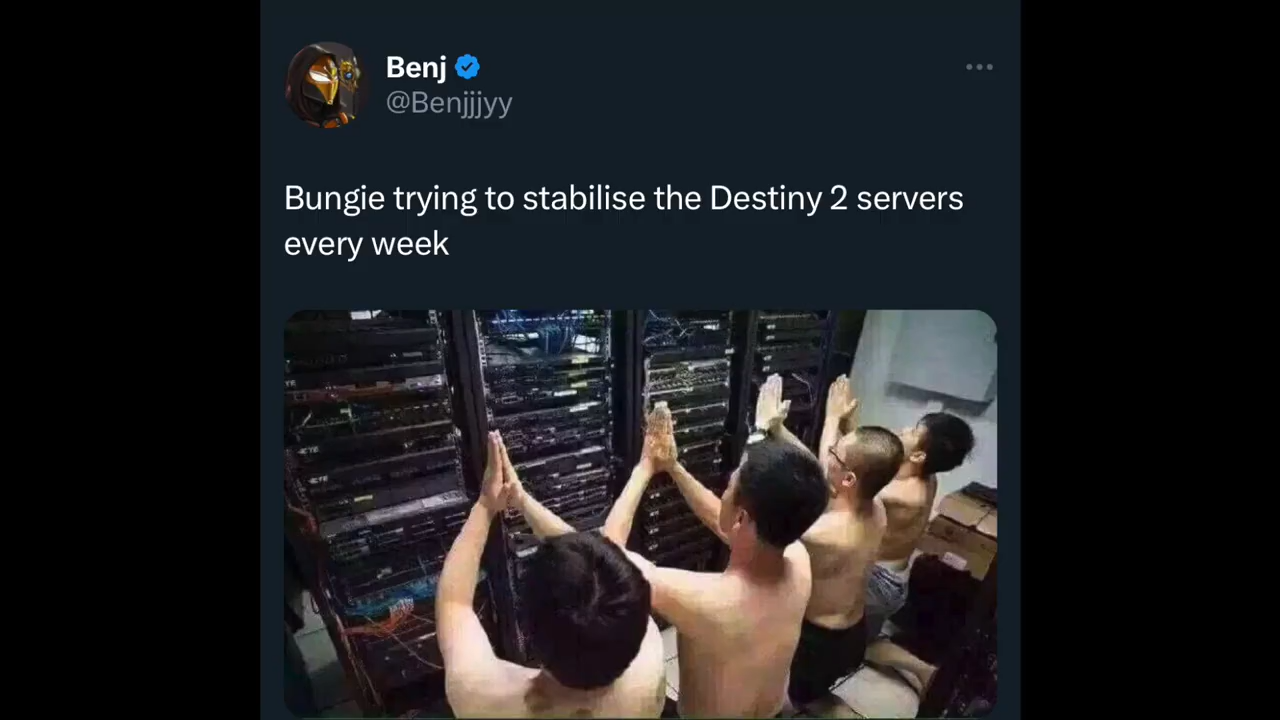 Benj
@Benjjjyy
Bungie trying to stabilise the Destiny 2 servers
every week